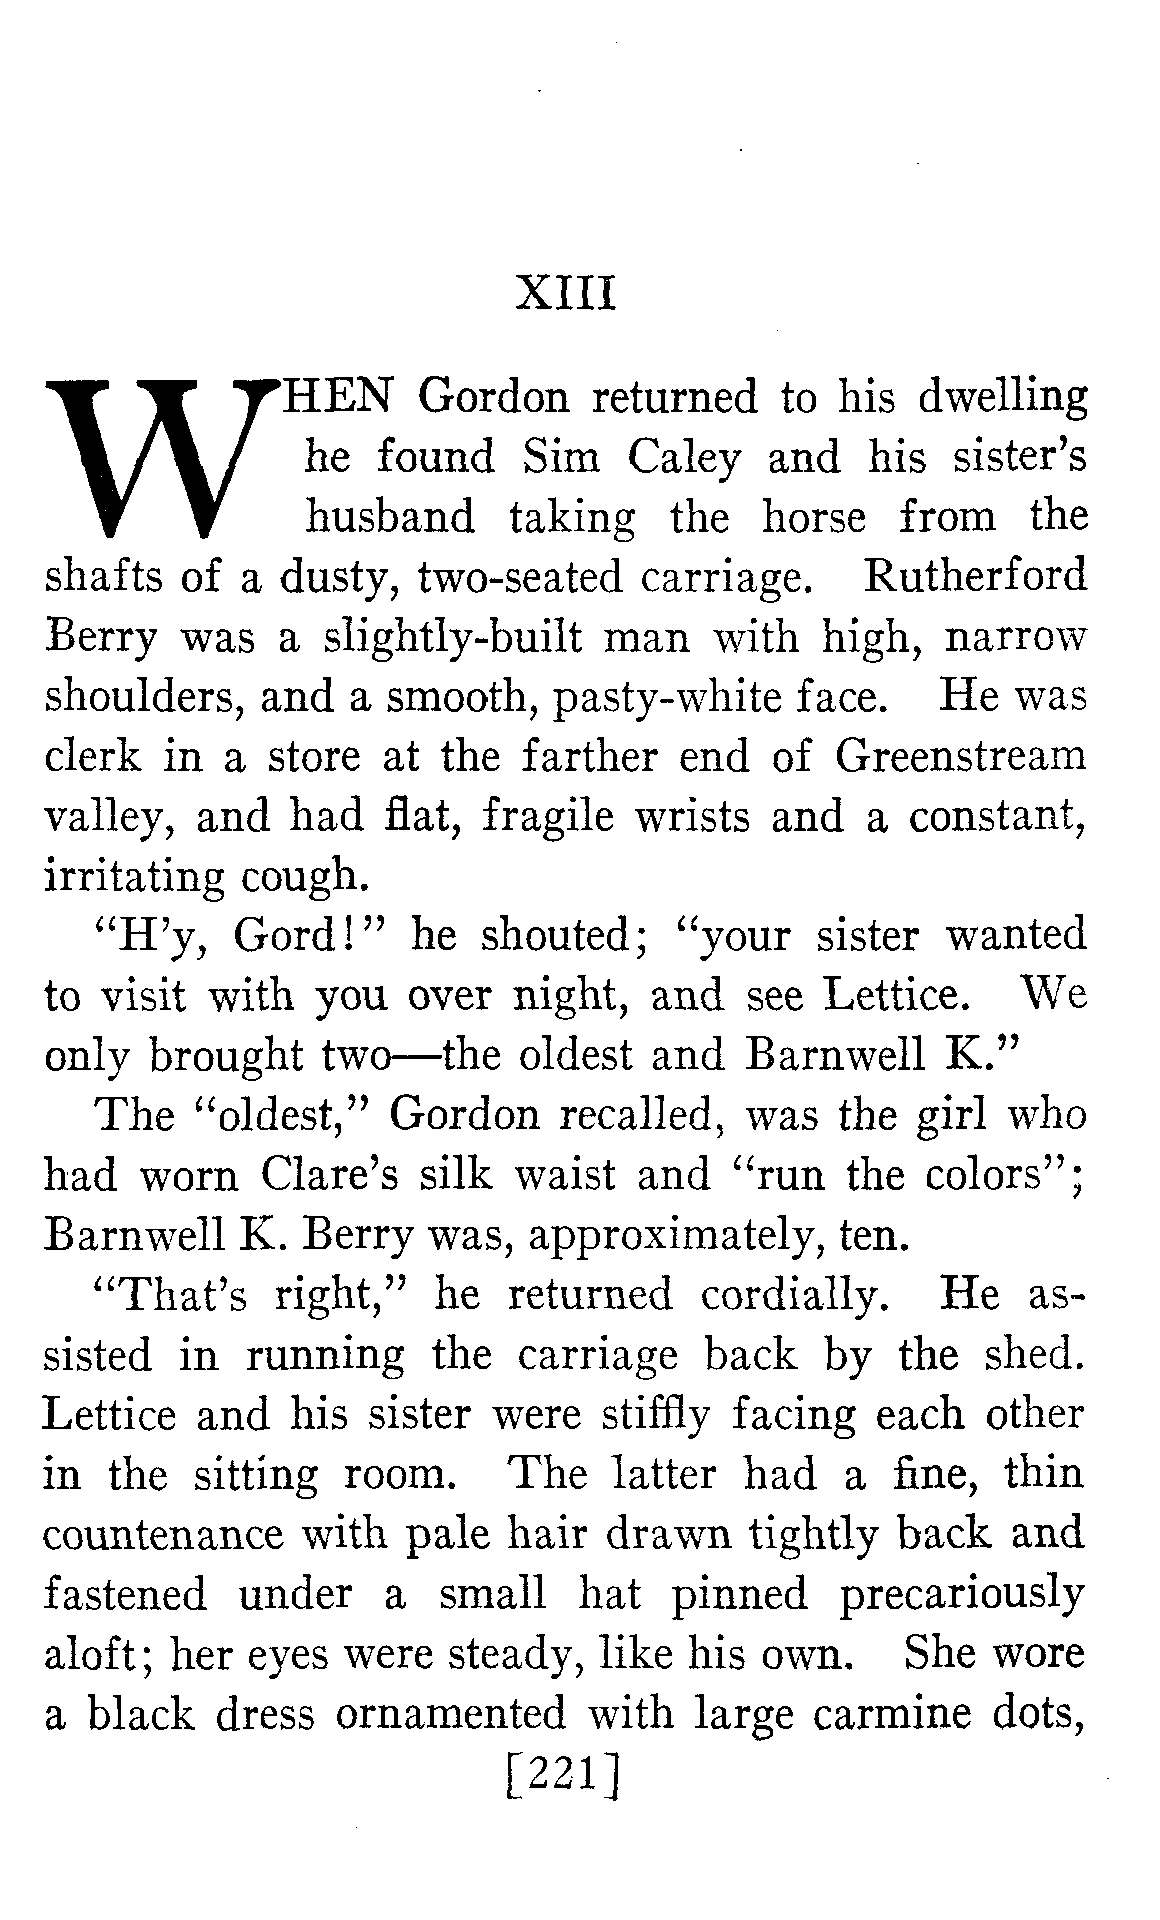 XIII
WHEN Gordon returned to his dwelling
he found Sim Caley and his sister's
husband taking the horse from the
shafts of a dusty, two-seated carriage. Rutherford
Berry was a slightly-built man with high, narrow
shoulders, and a smooth, pasty-white face. He was
clerk in a store at the farther end of Greenstream
valley, and had flat, fragile wrists and a constant,
irritating cough.
"H'y, Gord!" he shouted; "your sister wanted
to visit with you over night, and see Lettice. We
only brought two—the oldest and Barnwell K."
The "oldest," Gordon recalled, was the girl who
had worn Clare's silk waist and "run the colors";
Barnwell K. Berry was, approximately, ten.
"That's right," he returned cordially. He as-
sisted in running the carriage back by the shed.
Lettice and his sister were stiffly facing each other
in the sitting room. The latter had a fine, thin
countenance with pale hair drawn tightly back and
fastened under a small hat pinned precariously
aloft; her eyes were steady, like his own. She wore
a black dress ornamented with large carmine dots,
[221]